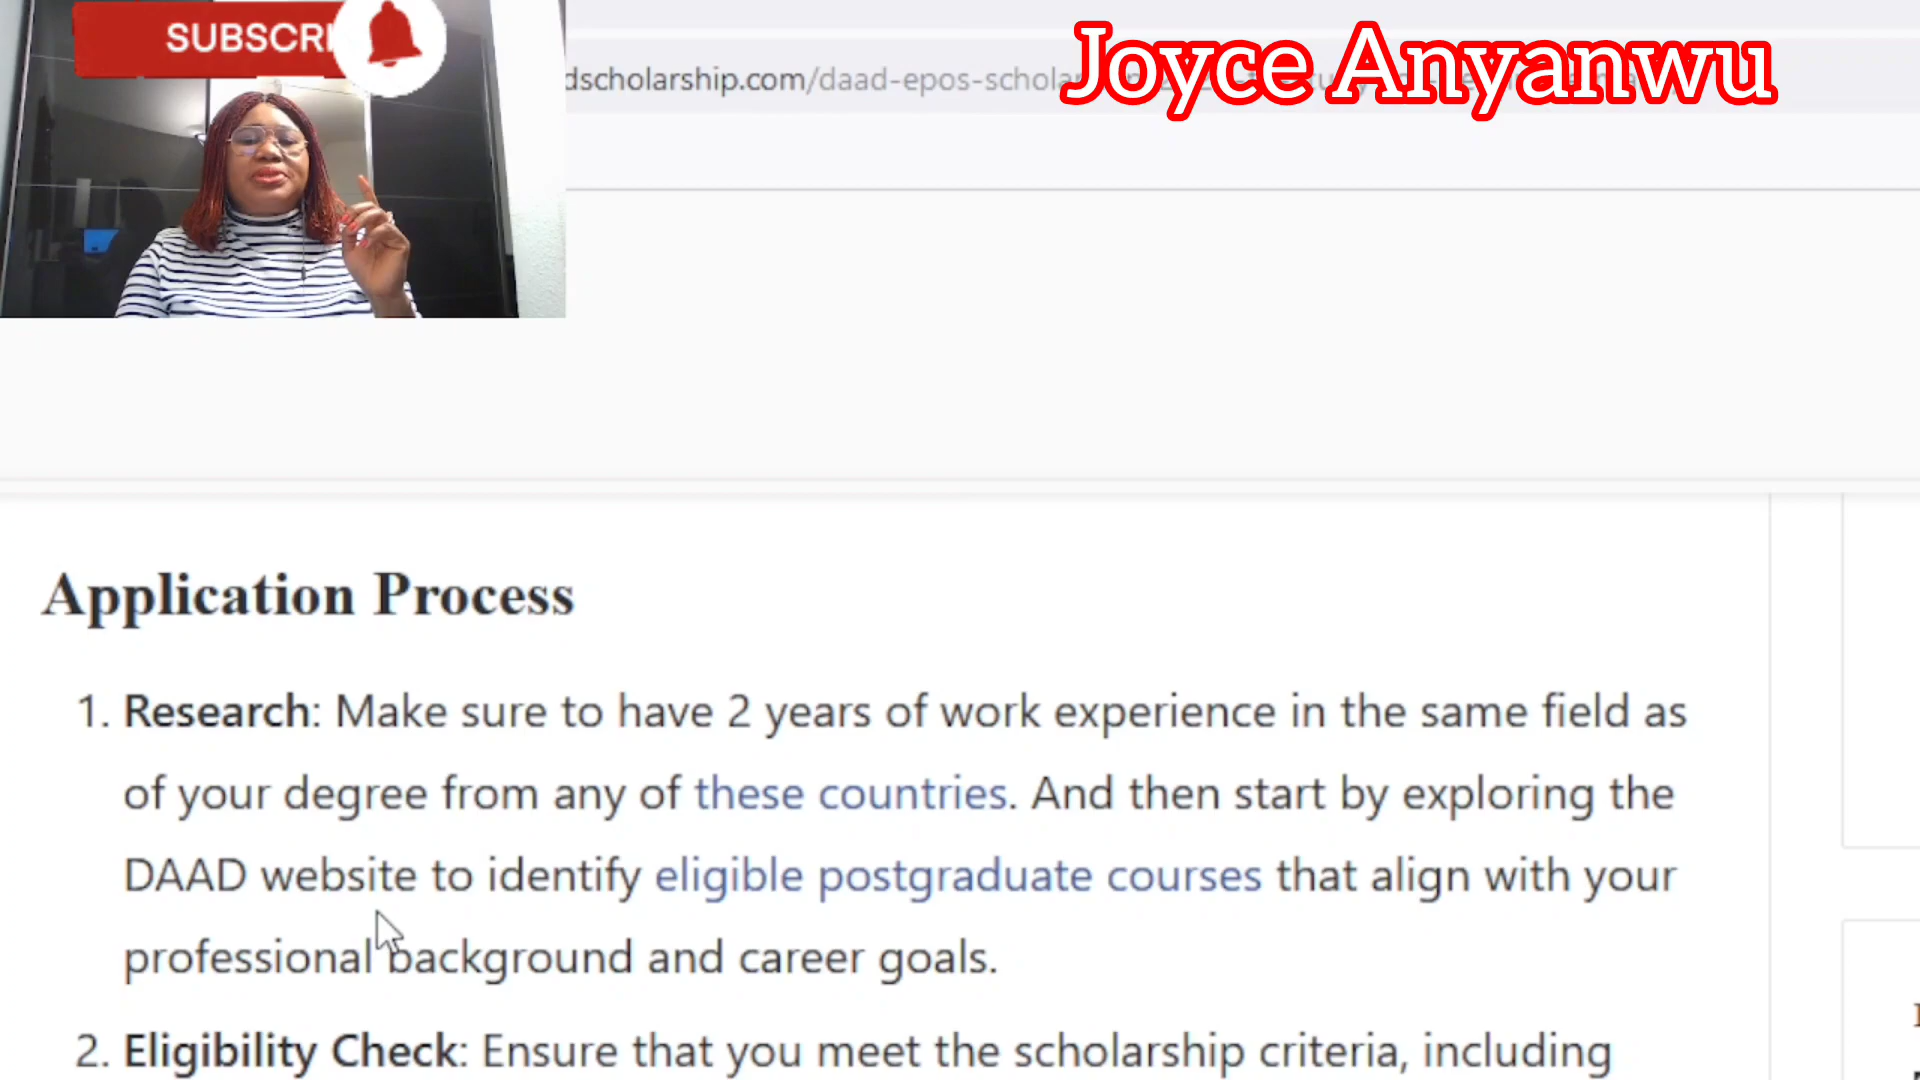 SUBSCRI
dscholarship.com/daad-epos-schola
Joyce Anyanwu
Application Process
1. Research: Make sure to have 2 years of work experience in the same field as
of your degree from any of these countries. And then start by exploring the
DAAD website to identify eligible postgraduate courses that align with your
professional background and career goals.
2. Eligibility Check: Ensure that you meet the scholarship criteria, including